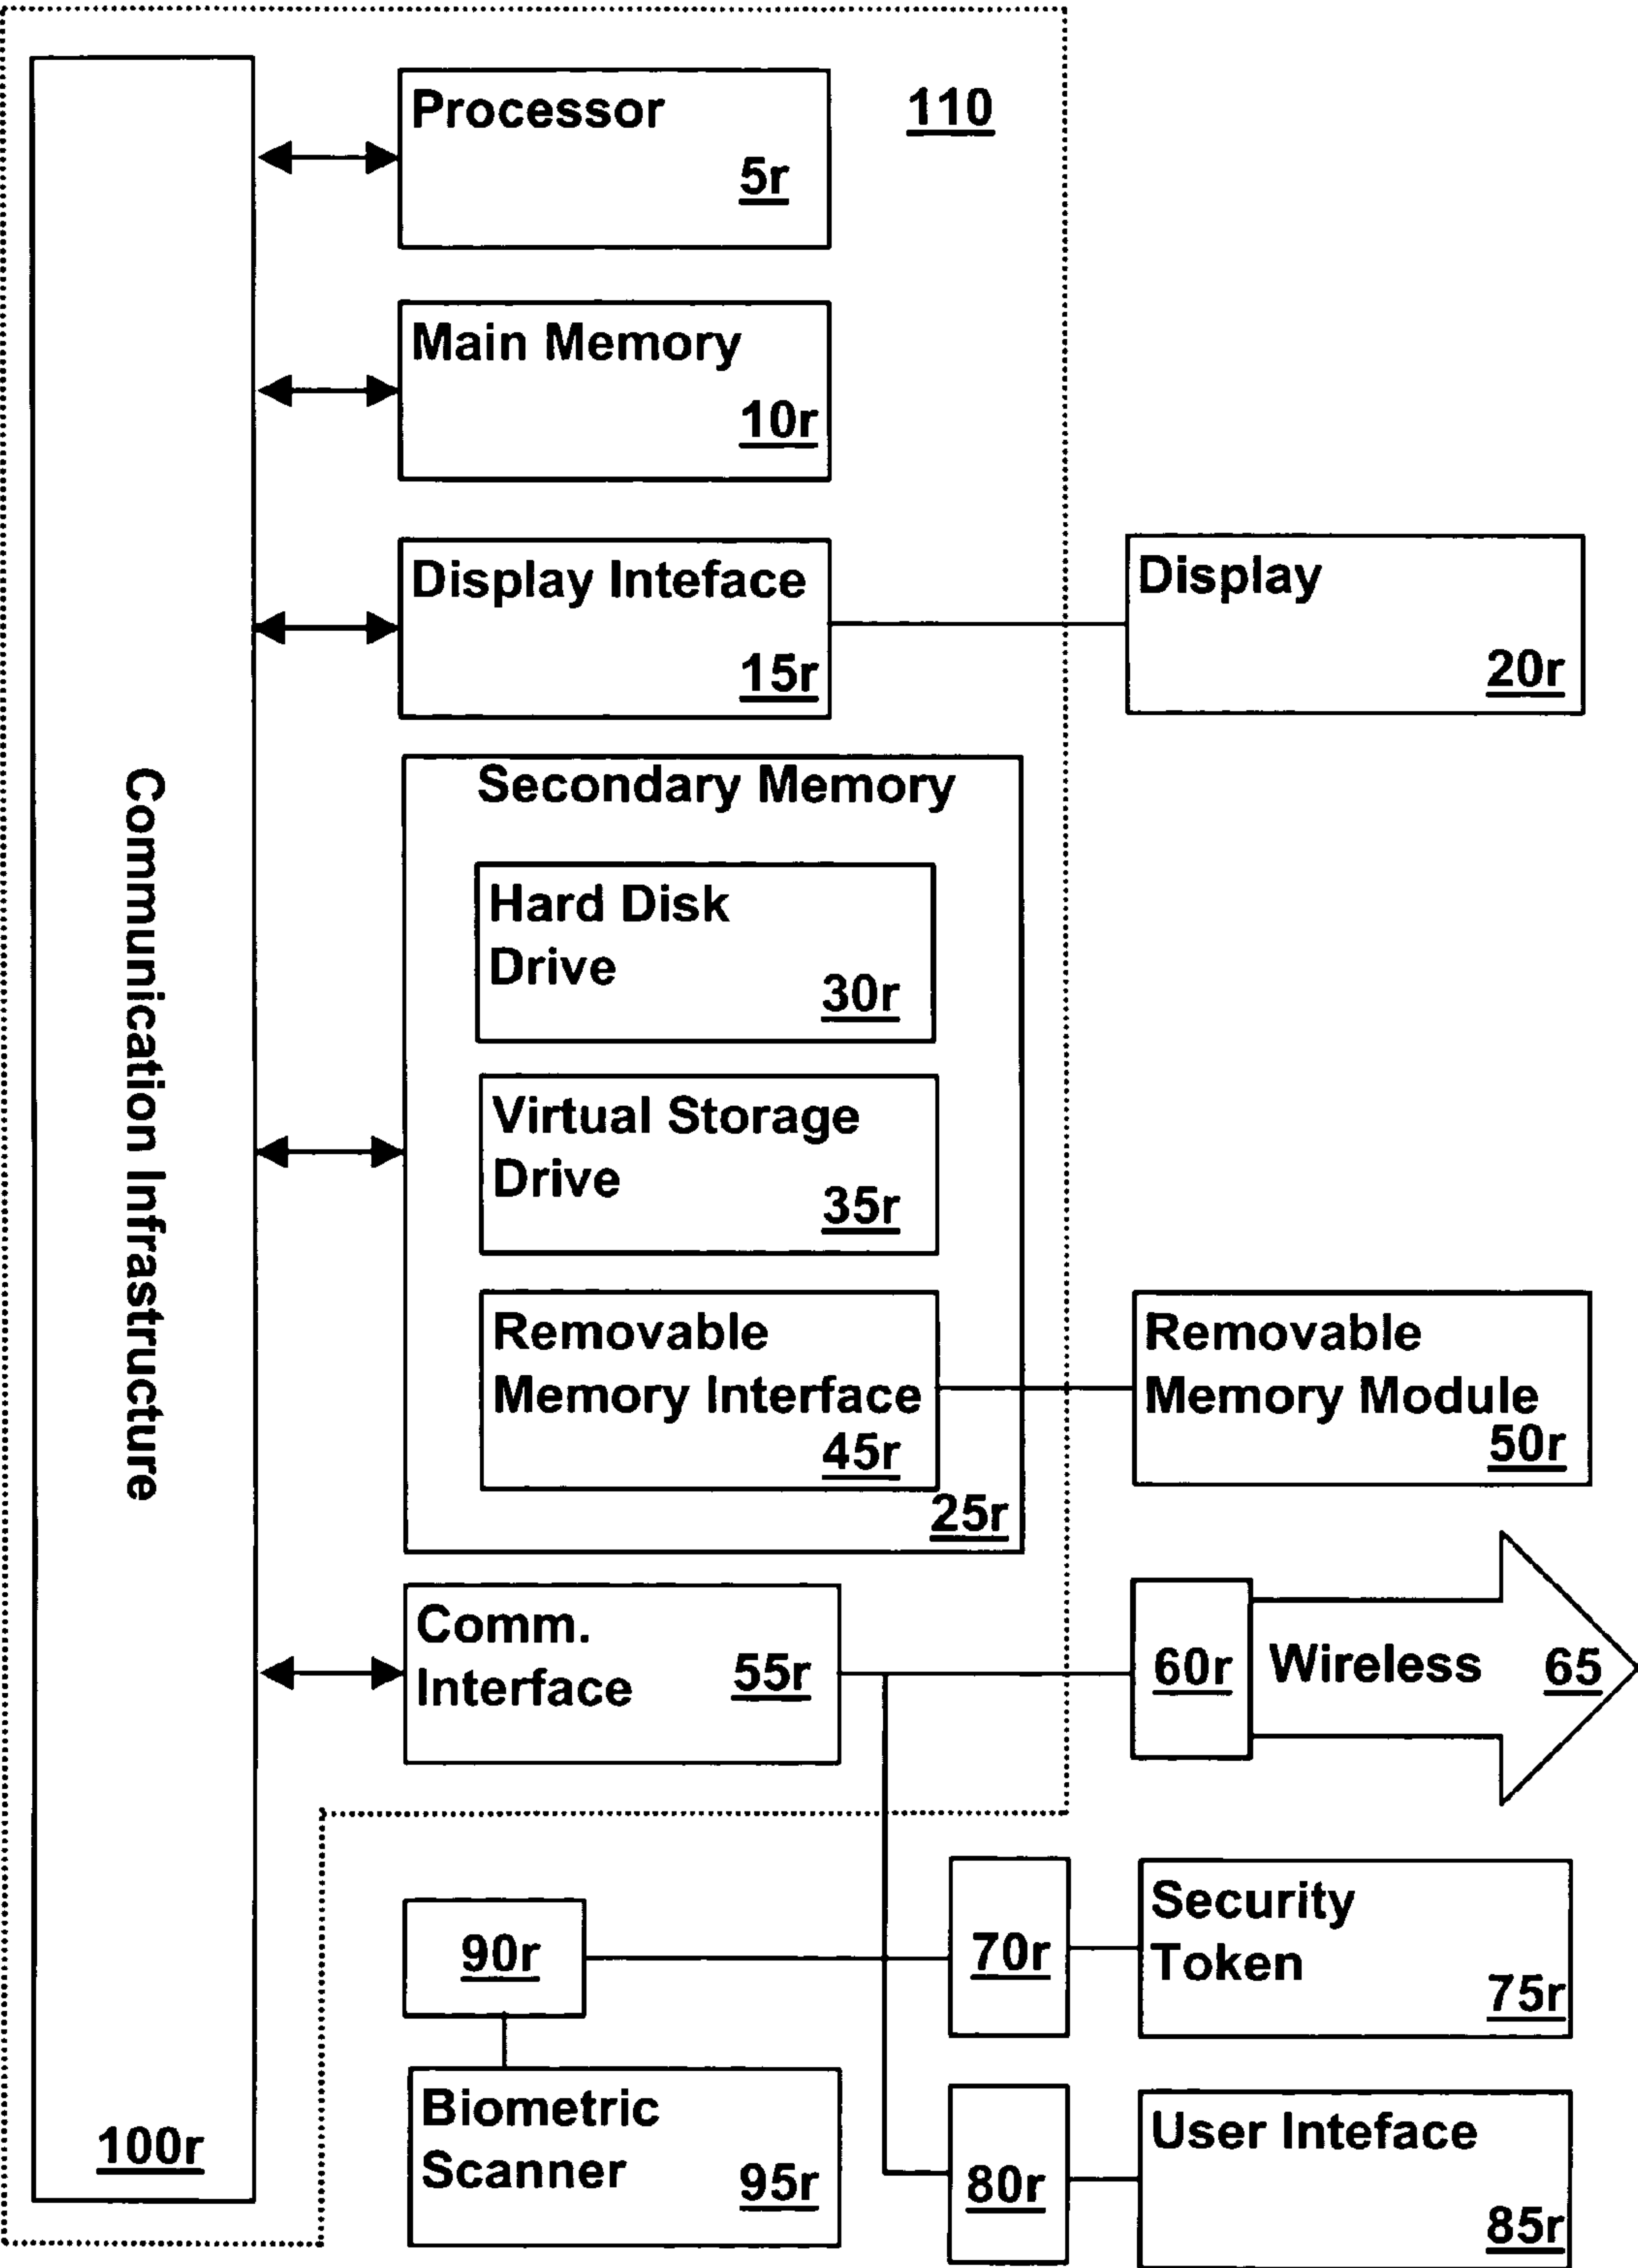 Processor
110
5r
Main Memory
10r
Display Inteface
15r
Display
20r
Secondary Memory
Hard Disk
Drive
30r
Virtual Storage
Drive
35r
Removable
Memory Interface
45r
25r
Removable
Memory Module
50r
Communication Infrastructure
100r
Comm.
Interface
55r
60r
Wireless
65
90r
70r
Security
Token
75r
Biometric
Scanner
95r
80r
User Inteface
85r